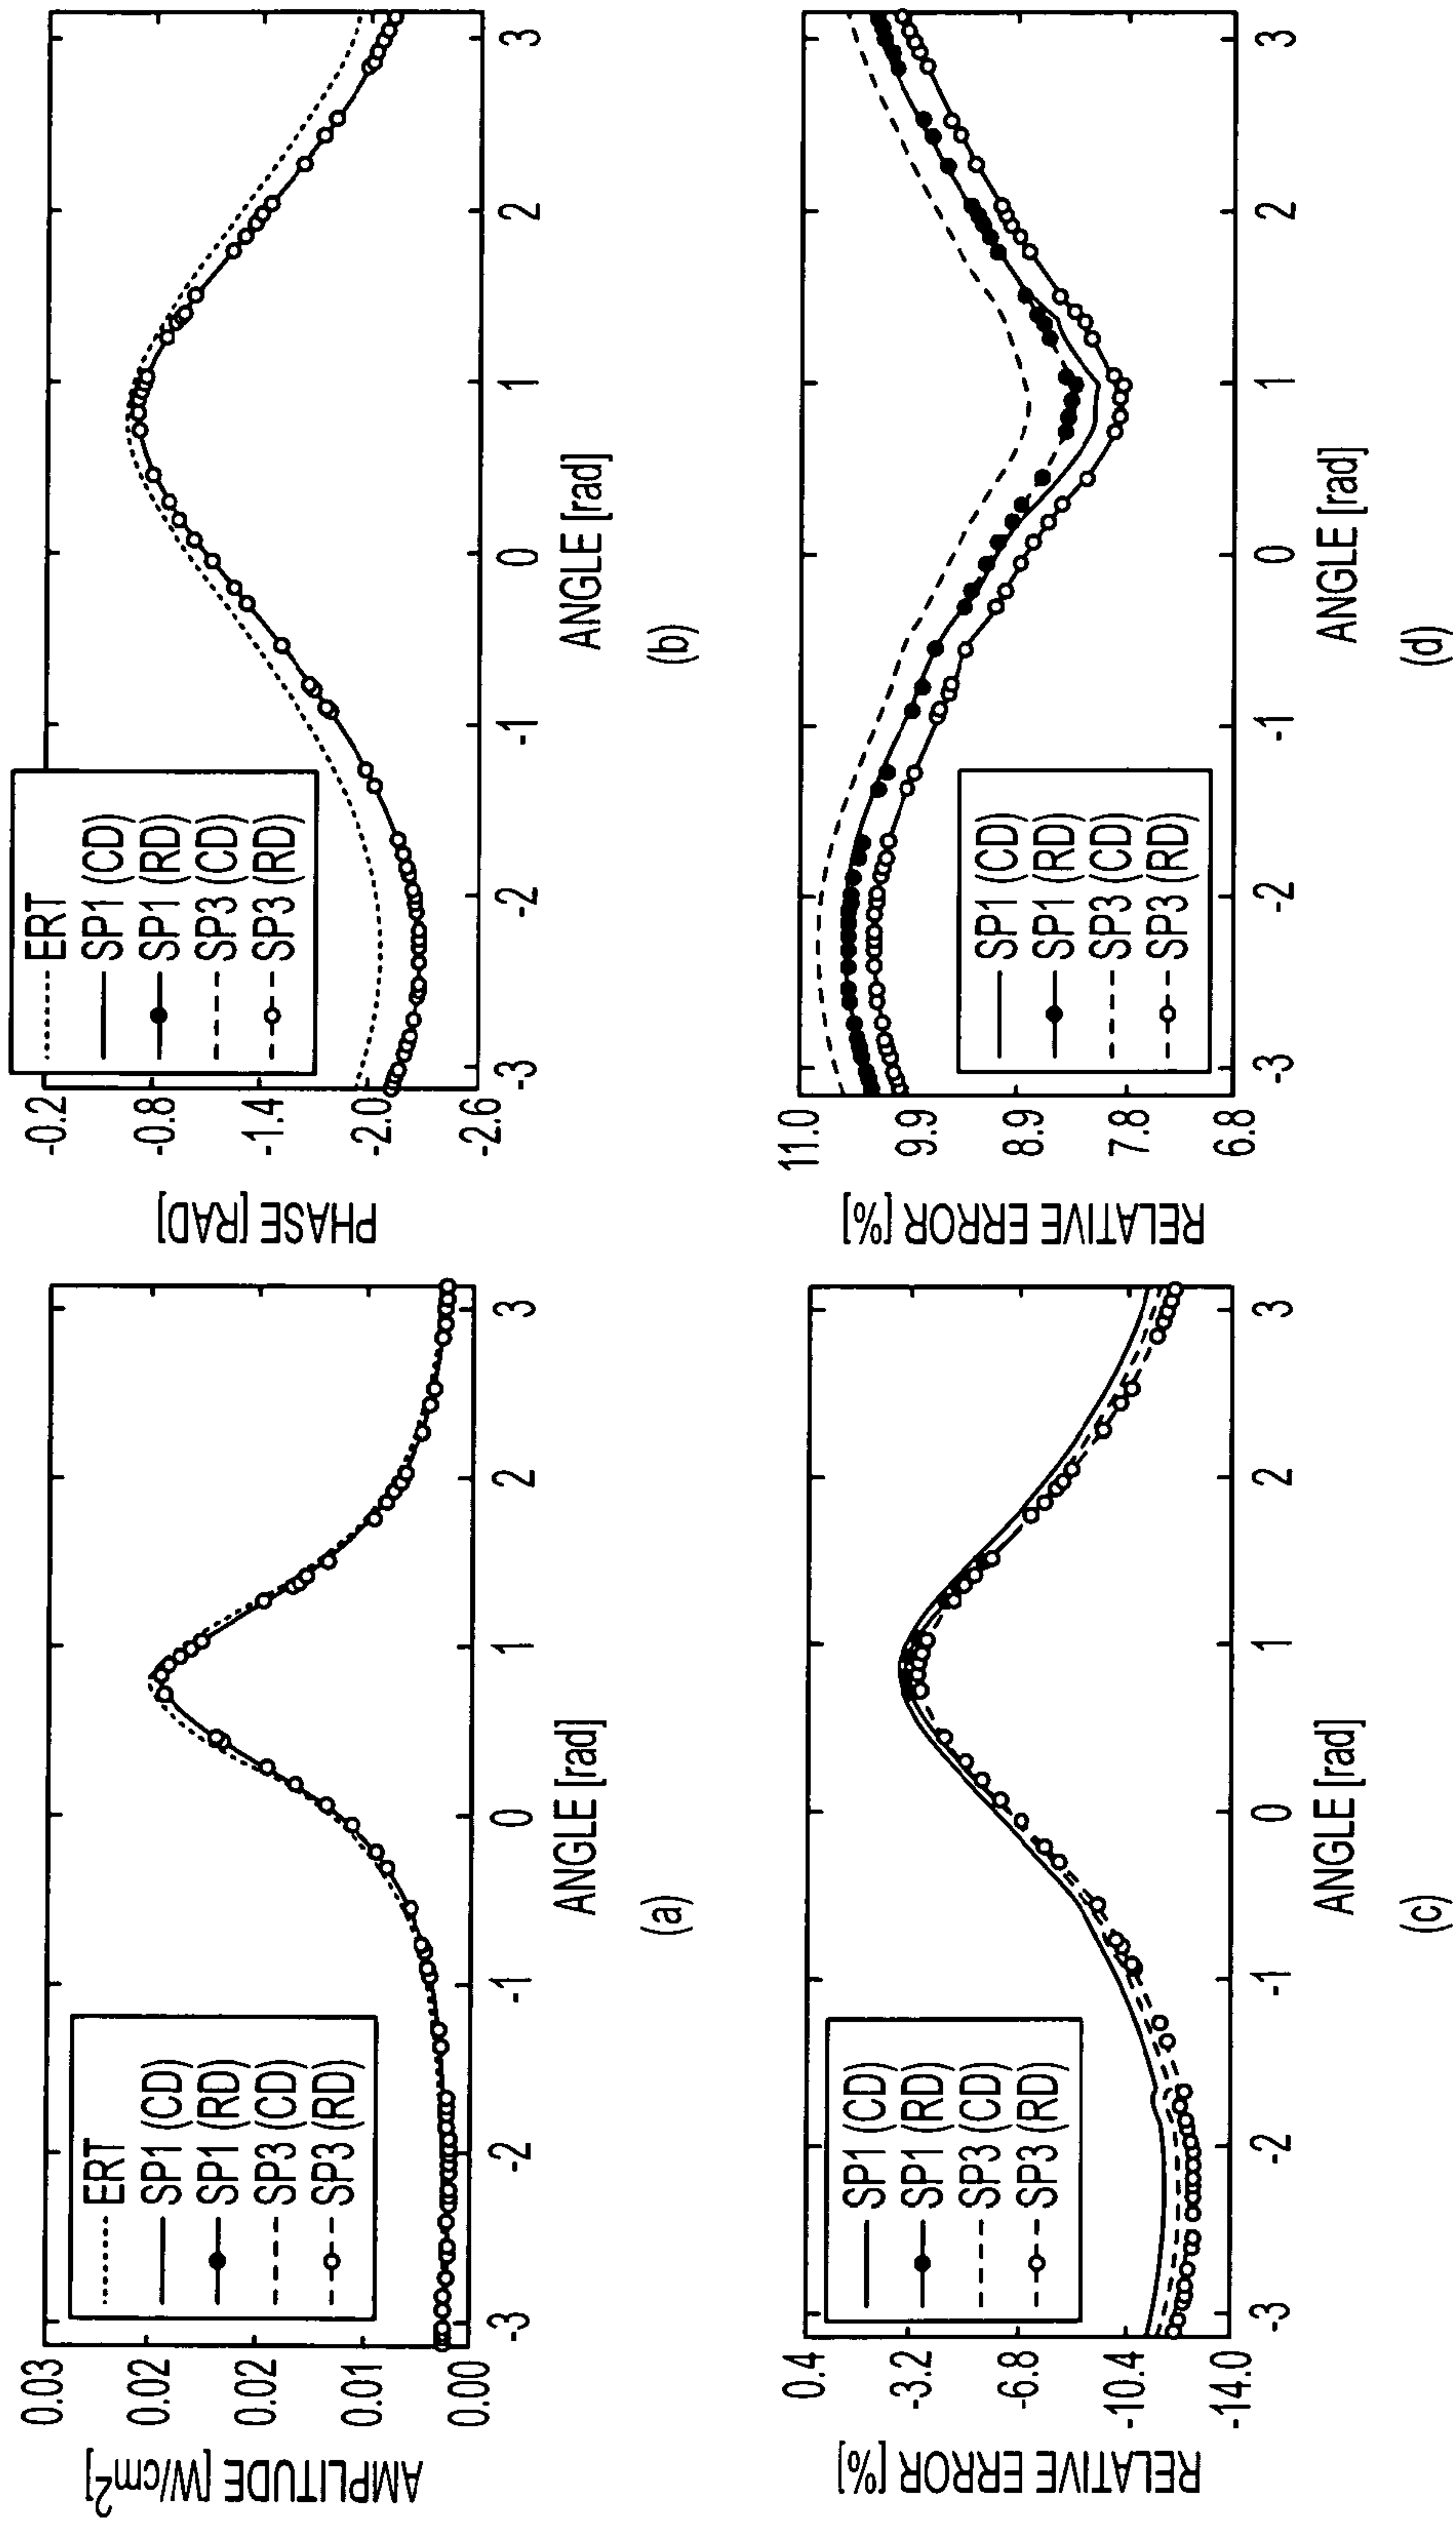 AMPLITUDE [W/cm2]
0.03
0.02
0.02
0.01
0.00
ERT
SP1 (CD)
SP1 (RD)
SP3 (CD)
SP3 (RD)
-3
-2
-1
0
1
2
3
ANGLE [rad]
(a)
PHASE [RAD]
-0.2
-0.8
-1.4
-2.0
-2.6
ERT
SP1 (CD)
SP1 (RD)
SP3 (CD)
SP3 (RD)
-3
-2
-1
0
1
2
3
ANGLE [rad]
(b)
RELATIVE ERROR [%]
0.4
-3.2
-6.8
-10.4
-14.0
SP1 (CD)
SP1 (RD)
SP3 (CD)
SP3 (RD)
-3
-2
-1
0
1
2
3
ANGLE [rad]
(c)
RELATIVE ERROR [%]
11.0
9.9
8.9
7.8
6.8
SP1 (CD)
SP1 (RD)
SP3 (CD)
SP3 (RD)
-3
-2
-1
0
1
2
3
ANGLE [rad]
(d)